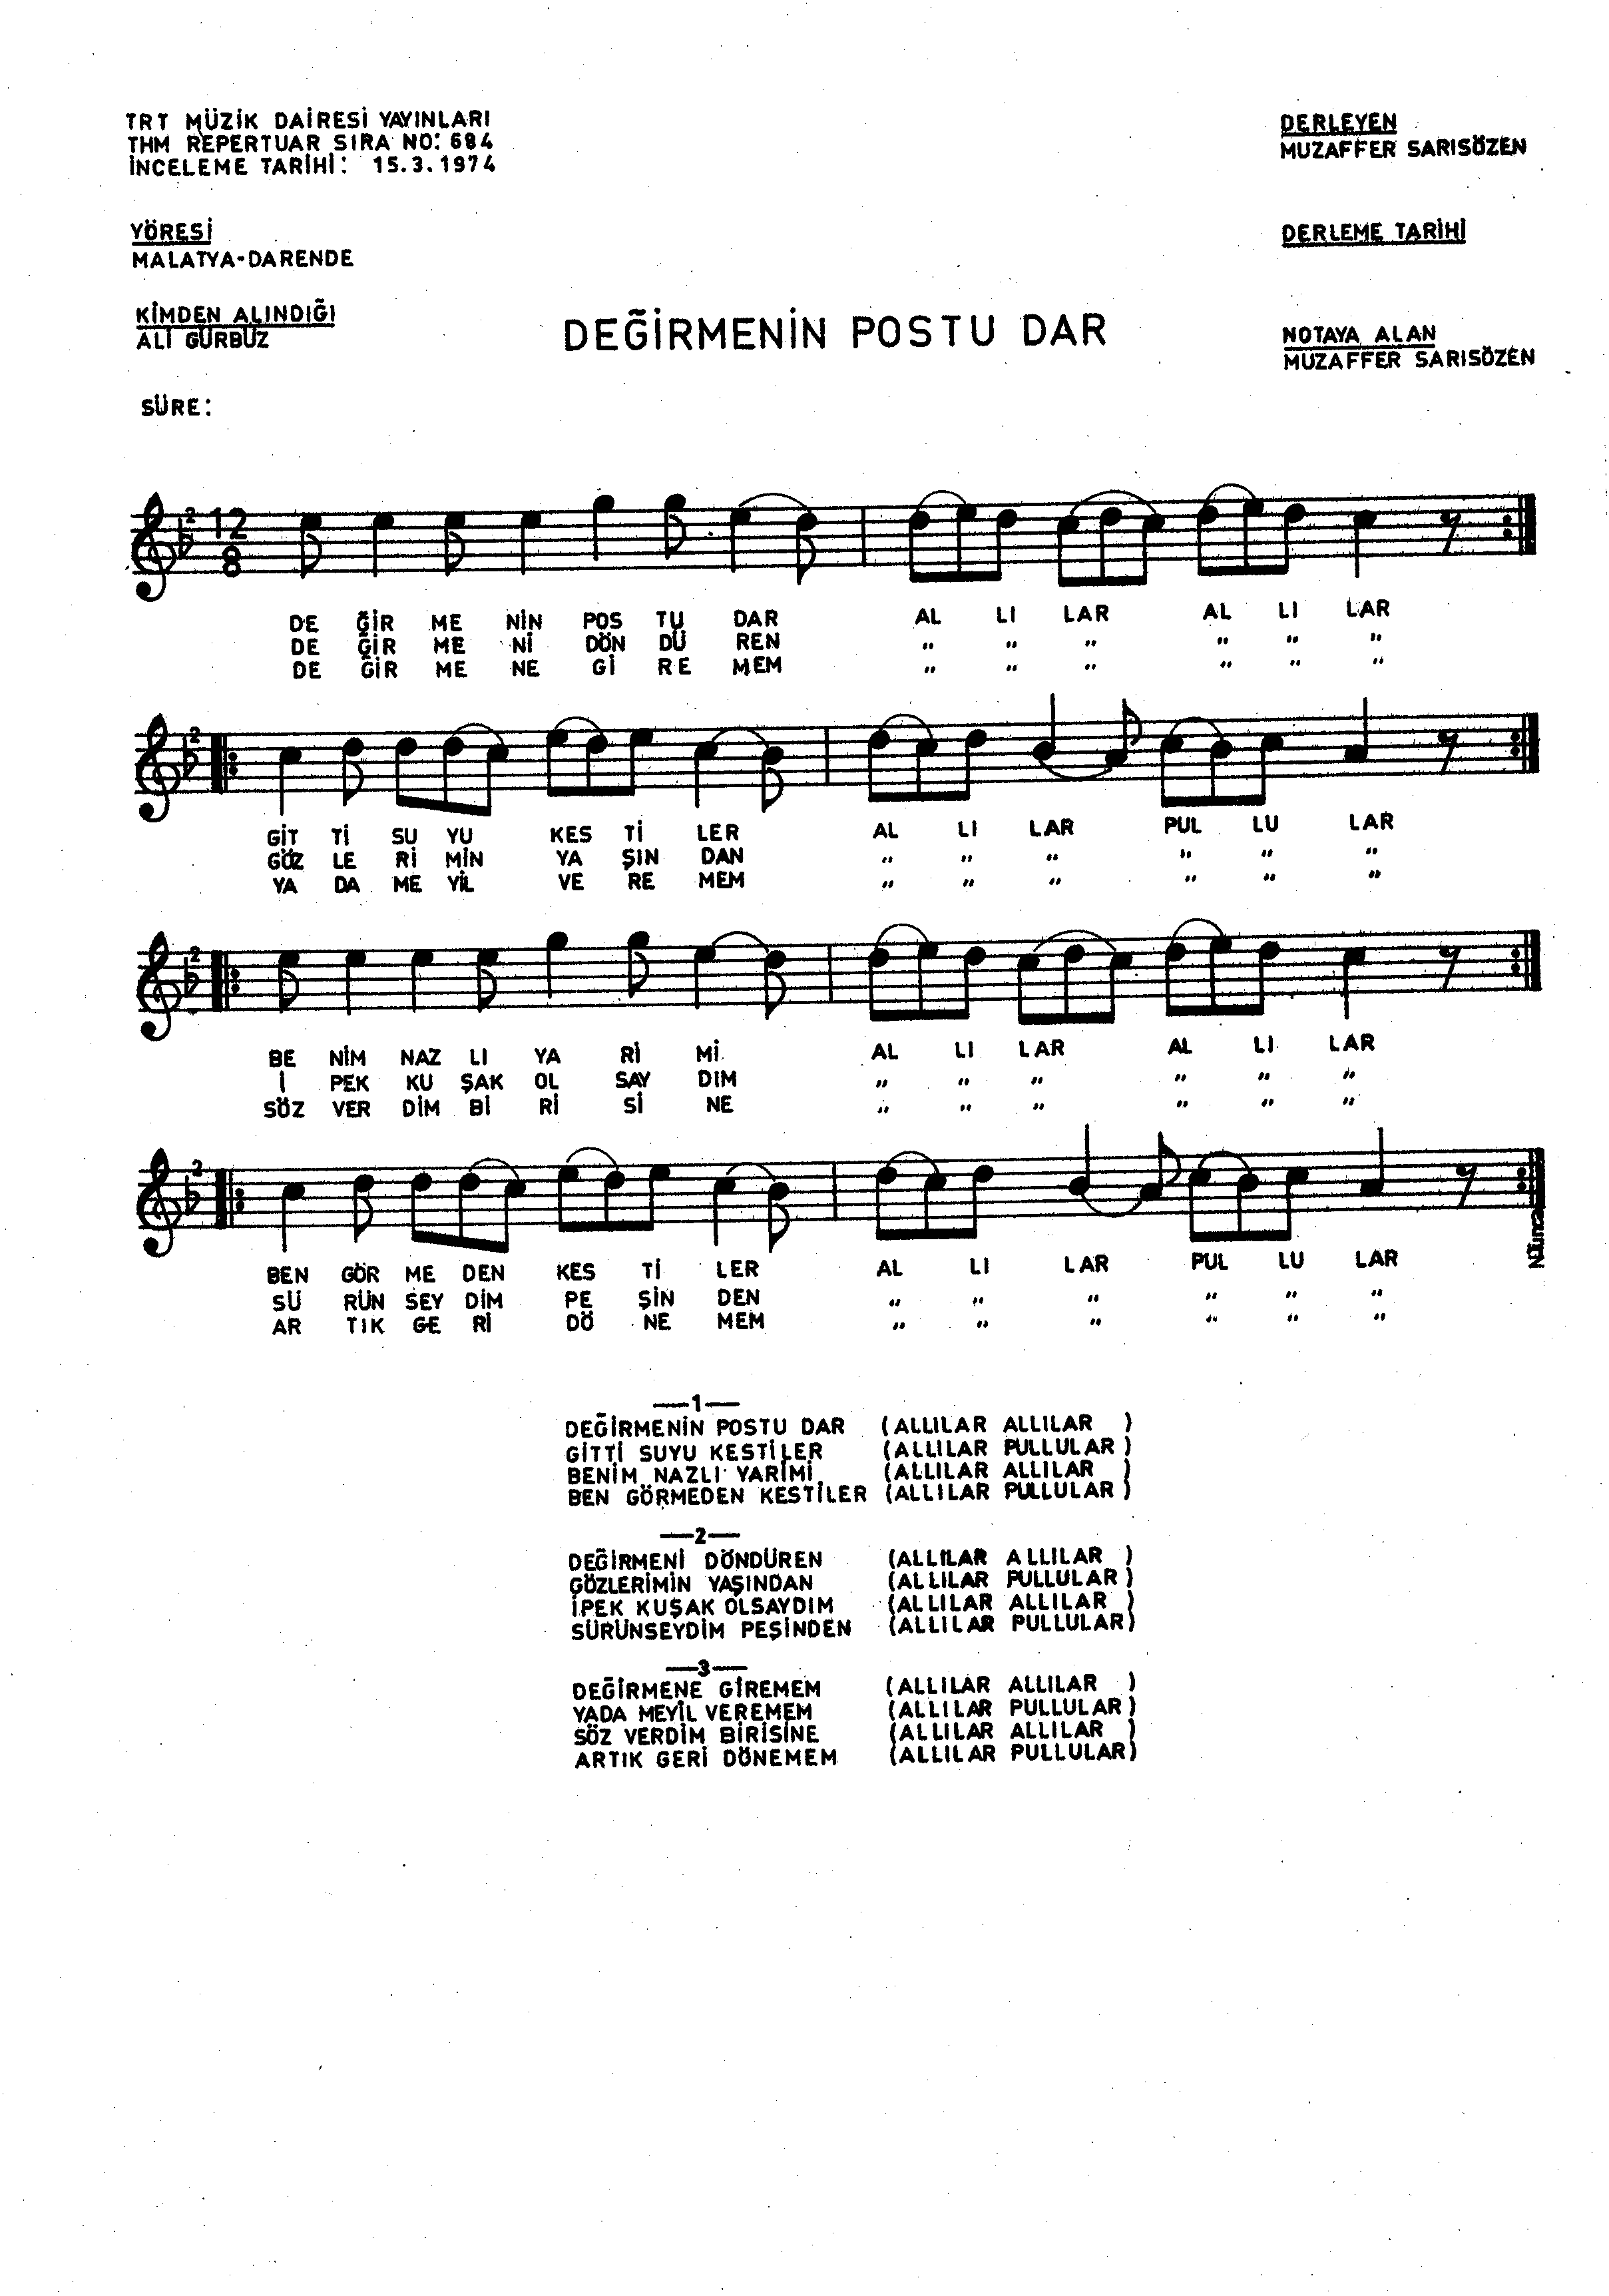 TRT MÜZİK DAİRESİ YAYINLARI
THM REPERTUAR SIRA NO: 684
İNCELEME TARİHİ: 15.3.1974
DERLEYEN
MUZAFFER SARISÖZEN
YÖRESİ
MALATYA-DARENDE
DERLEME TARİHİ
KİMDEN ALINDIĞI
ALİ GÜRBÜZ
DEĞİRMENİN POSTU DAR
NOTAYA ALAN
MUZAFFER SARISÖZEN
SÜRE:
2 12
8
DE ĞİR ME NİN POS TU DAR AL LI LAR AL LI LAR
DE ĞİR ME Nİ DÖN DÜ REN " " " " " "
DE ĞİR ME NE Gİ RE MEM " " " " " "
2
GİT Tİ SU YU KES Tİ LER AL LI LAR PUL LU LAR
GÖZ LE Rİ MİN YA ŞIN DAN " " " " " "
YA DA ME YİL VE RE MEM " " " " " "
2
BE NİM NAZ LI YA Rİ Mİ AL LI LAR AL LI LAR
İ PEK KU ŞAK OL SAY DIM " " " " " "
SÖZ VER DİM Bİ Rİ Sİ NE " " " " " "
2
BEN GÖR ME DEN KES Tİ LER AL LI LAR PUL LU LAR
SÜ RÜN SEY DİM PE ŞİN DEN " " " " " "
AR TIK GE Rİ DÖ NE MEM " " " " " "
—1—
DEĞİRMENİN POSTU DAR (ALLILAR ALLILAR )
GİTTİ SUYU KESTİLER (ALLILAR PULLULAR)
BENİM NAZLI YARİMİ (ALLILAR ALLILAR )
BEN GÖRMEDEN KESTİLER (ALLILAR PULLULAR)
—2—
DEĞİRMENİ DÖNDÜREN (ALLILAR ALLILAR )
GÖZLERİMİN YAŞINDAN (ALLILAR PULLULAR)
İPEK KUŞAK OLSAYDIM (ALLILAR ALLILAR )
SÜRÜNSEYDİM PEŞİNDEN (ALLILAR PULLULAR)
—3—
DEĞİRMENE GİREMEM (ALLILAR ALLILAR )
YADA MEYİL VEREMEM (ALLILAR PULLULAR)
SÖZ VERDİM BİRİSİNE (ALLILAR ALLILAR )
ARTIK GERİ DÖNEMEM (ALLILAR PULLULAR)